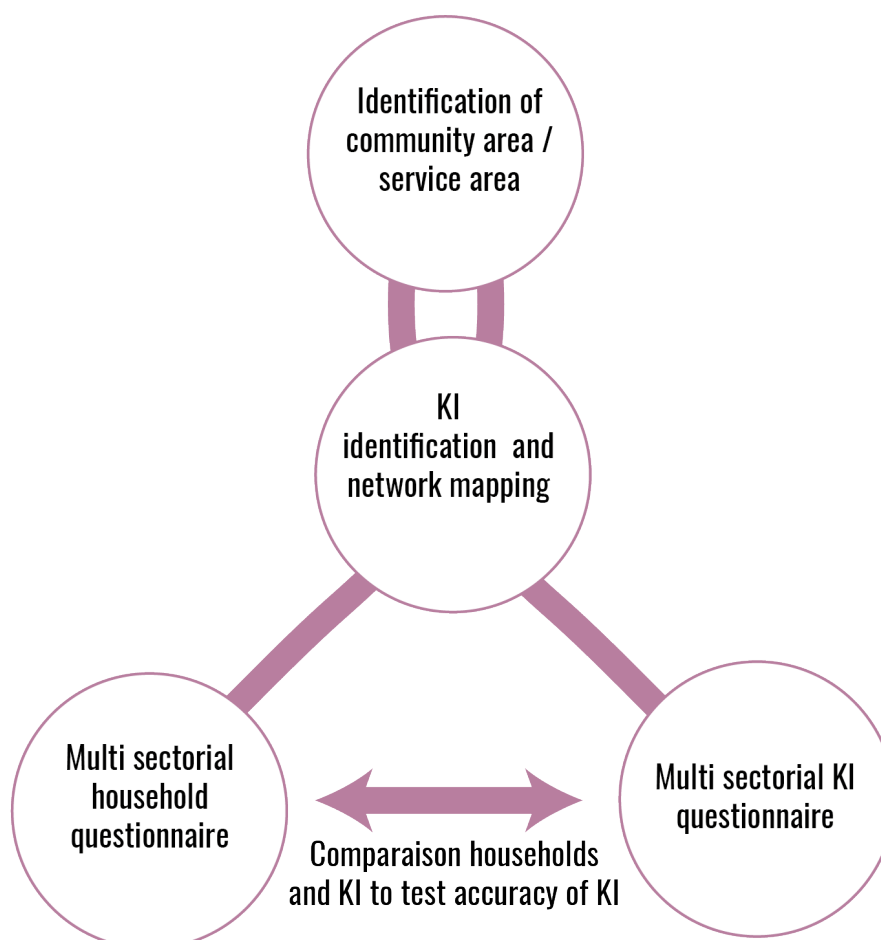 Identification of
community area /
service area
KI
identification and
network mapping
Multi sectorial
household
questionnaire
Multi sectorial KI
questionnaire
Comparaison households
and KI to test accuracy of KI